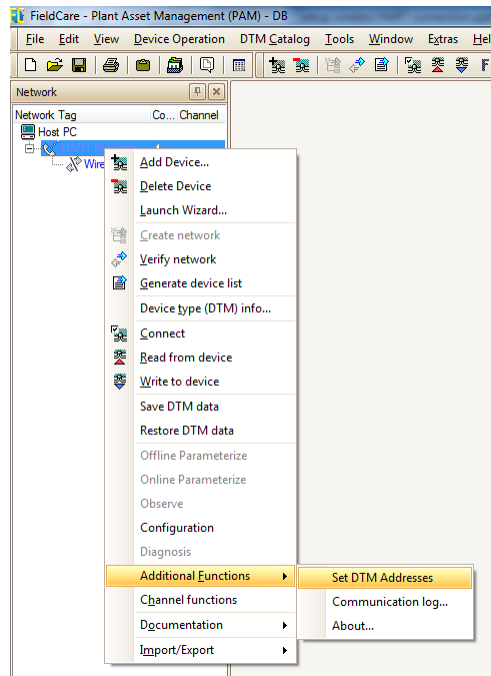 FieldCare - Plant Asset Management (PAM) - DB
File Edit View Device Operation DTM Catalog Tools Window Extras Hel
F
Network
Network Tag Co... Channel
Host PC
Wire
Add Device...
Delete Device
Launch Wizard...
Create network
Verify network
Generate device list
Device type (DTM) info...
Connect
Read from device
Write to device
Save DTM data
Restore DTM data
Offline Parameterize
Online Parameterize
Observe
Configuration
Diagnosis
Additional Functions
Set DTM Addresses
Channel functions
Communication log...
Documentation
About...
Import/Export